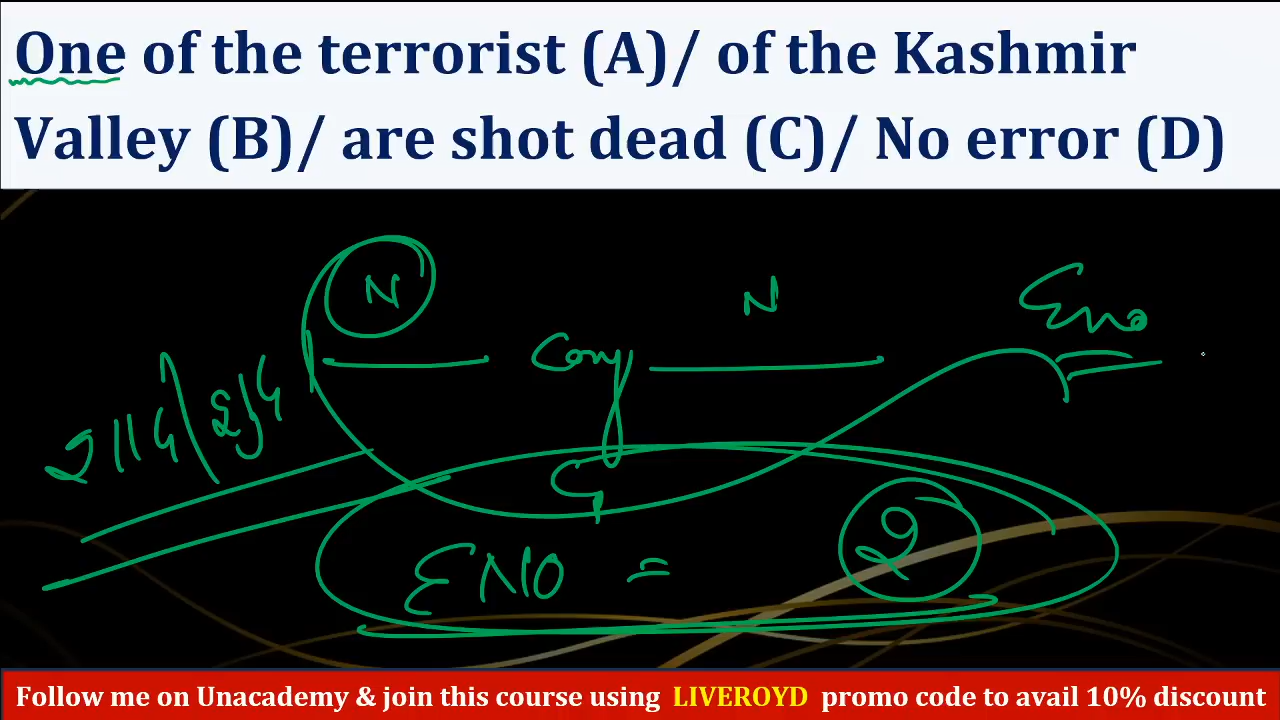 One of the terrorist (A)/ of the Kashmir
Valley (B)/ are shot dead (C)/ No error (D)
N
N
ENO =
Follow me on Unacademy & join this course using LIVEROYD promo code to avail 10% discount